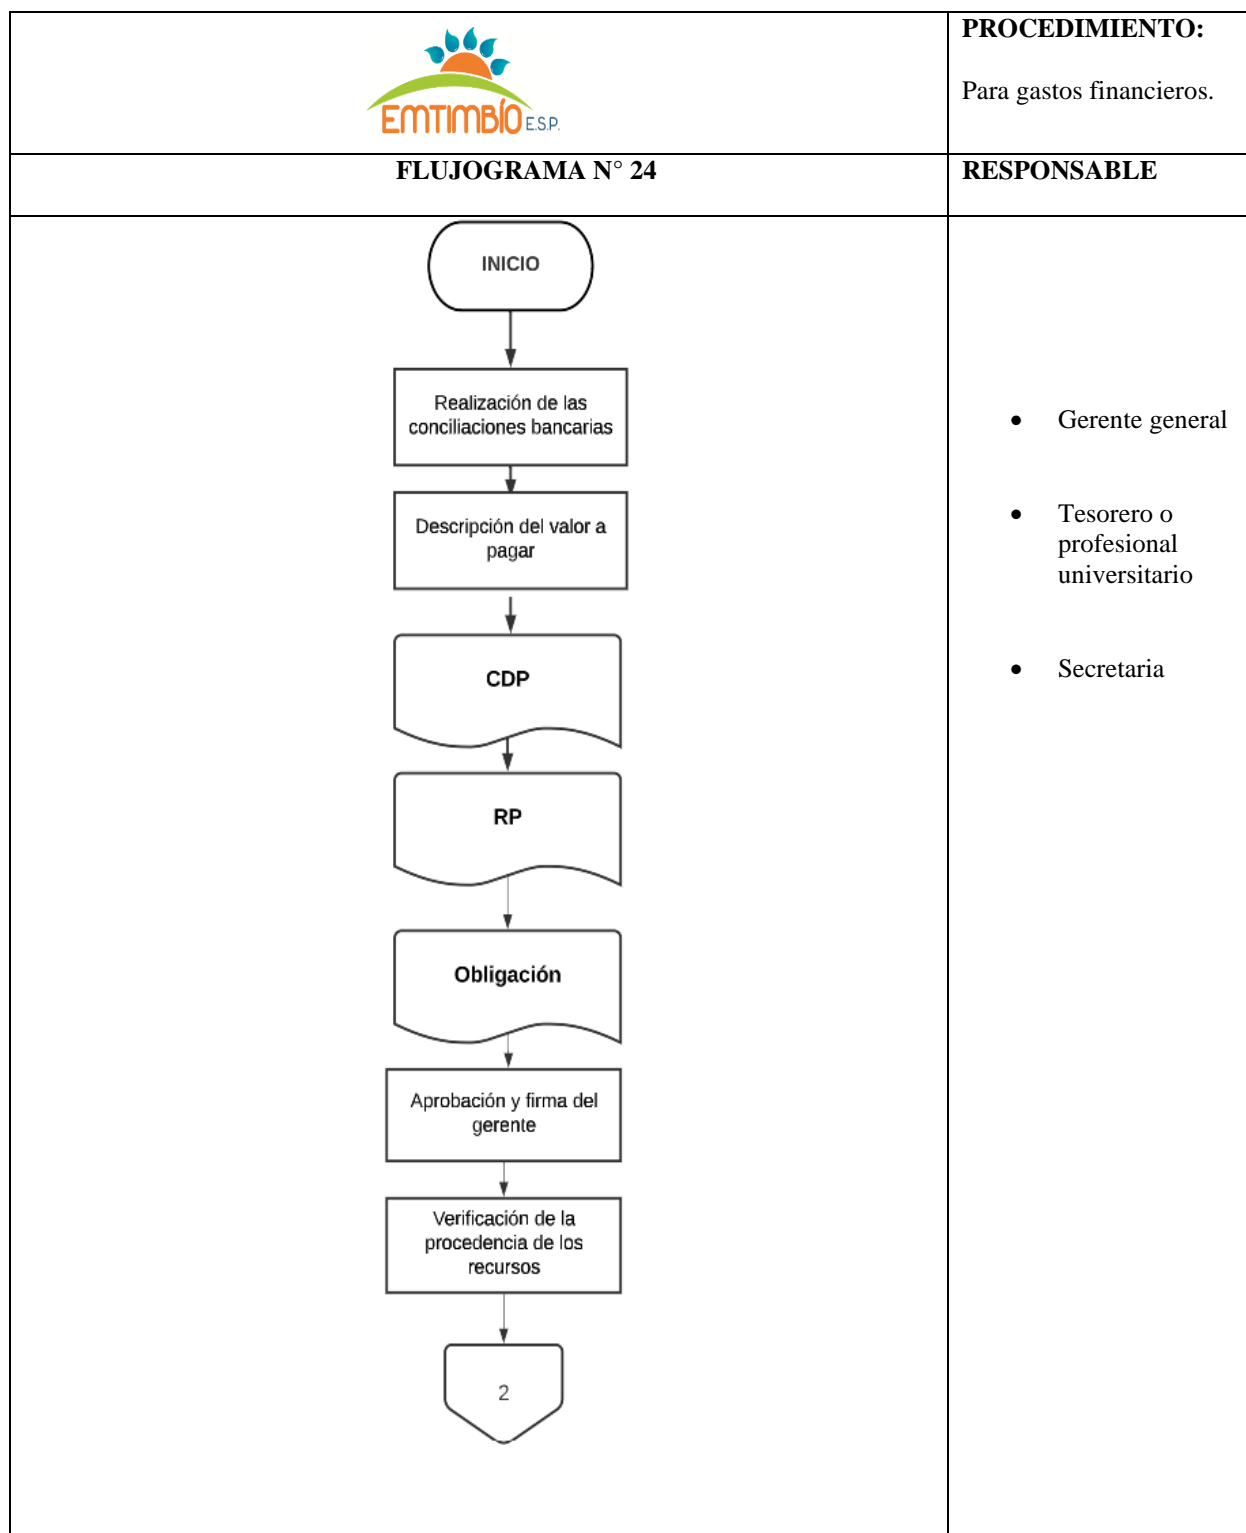 EMTIMBÍO E.S.P.
PROCEDIMIENTO:
Para gastos financieros.
FLUJOGRAMA N° 24
RESPONSABLE
INICIO
Realización de las
conciliaciones bancarias
Descripción del valor a
pagar
CDP
RP
Obligación
Aprobación y firma del
gerente
Verificación de la
procedencia de los
recursos
2
• Gerente general
• Tesorero o
profesional
universitario
• Secretaria